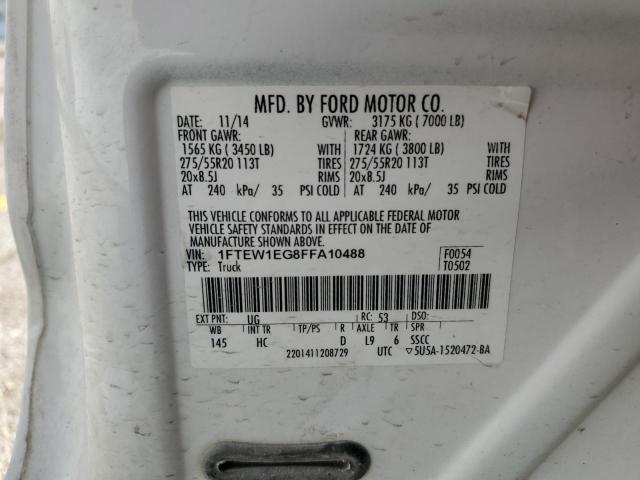 MFD. BY FORD MOTOR CO.
DATE: 11/14 GVWR: 3175 KG ( 7000 LB)
FRONT GAWR: REAR GAWR:
1565 KG ( 3450 LB) WITH 1724 KG ( 3800 LB) WITH
275/55R20 113T TIRES 275/55R20 113T TIRES
20x8.5J RIMS 20x8.5J RIMS
AT 240 kPa/ 35 PSI COLD AT 240 kPa/ 35 PSI COLD
THIS VEHICLE CONFORMS TO ALL APPLICABLE FEDERAL MOTOR
VEHICLE SAFETY STANDARDS IN EFFECT ON THE DATE OF
MANUFACTURE SHOWN ABOVE.
VIN: 1FTEW1EG8FFA10488 F0054
TYPE: Truck T0502
EXT PNT: UG RC: 53 DSO:
WB INT TR TP/PS R AXLE TR SPR
145 HC D L9 6 SSCC
2201411208729 UTC ▽5U5A-1520472-BA